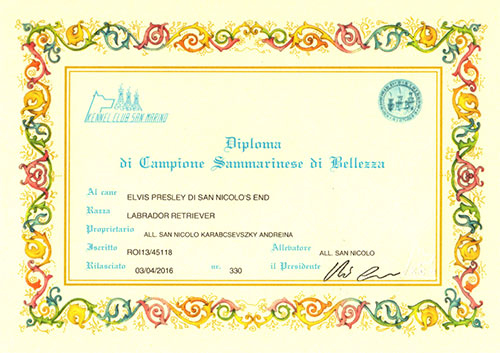 KENNEL CLUB SAN MARINO
Diploma
di Campione Sammarinese di Bellezza
Al cane ELVIS PRESLEY DI SAN NICOLO'S END
Razza LABRADOR RETRIEVER
Proprietario ALL. SAN NICOLO KARABCSEVSZKY ANDREINA
Iscritto ROI13/45118 Allevatore ALL. SAN NICOLO
Rilasciato 03/04/2016 nr. 330 il Presidente